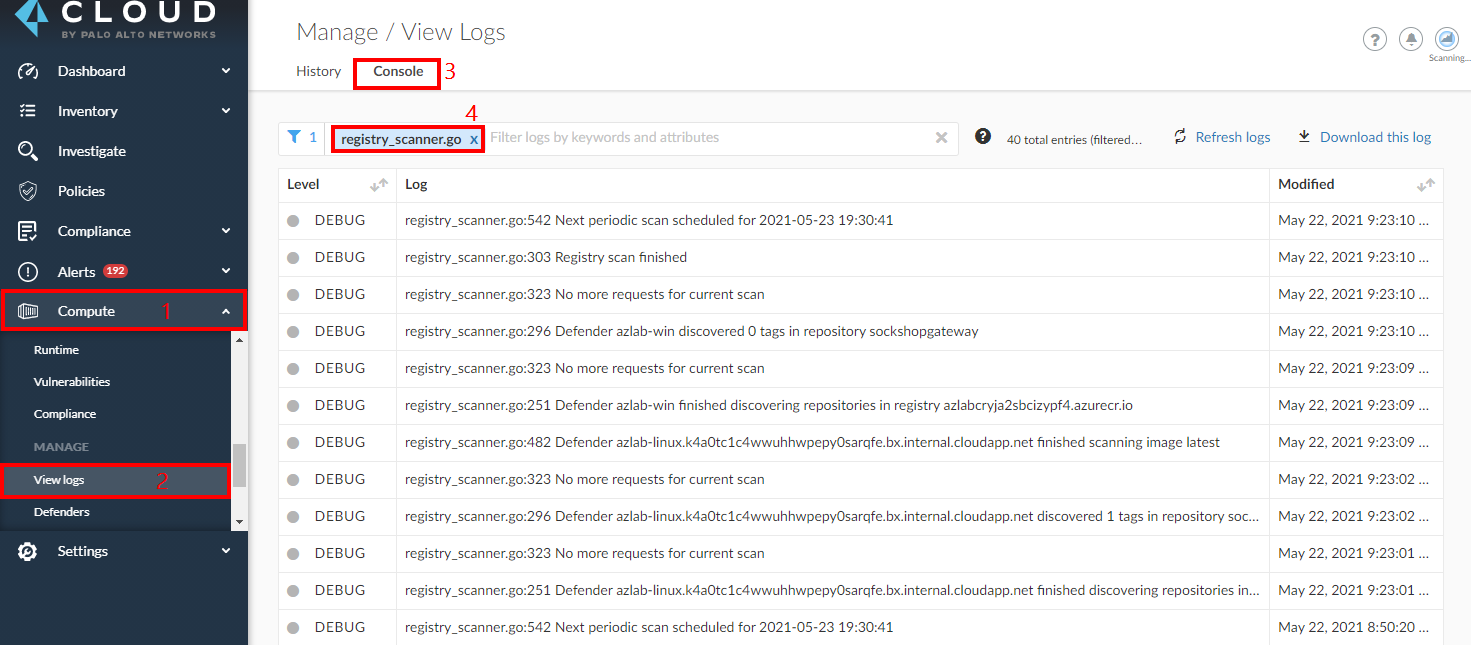 CLOUD
BY PALO ALTO NETWORKS
Dashboard
Inventory
Investigate
Policies
Compliance
Alerts 192
Compute 1
Runtime
Vulnerabilities
Compliance
MANAGE
View logs 2
Defenders
Settings
Manage / View Logs
?
Scanning...
History Console 3
4
1 registry_scanner.go x Filter logs by keywords and attributes
? 40 total entries (filtered... Refresh logs Download this log
Level Log Modified
DEBUG registry_scanner.go:542 Next periodic scan scheduled for 2021-05-23 19:30:41 May 22, 2021 9:23:10 ...
DEBUG registry_scanner.go:303 Registry scan finished May 22, 2021 9:23:10 ...
DEBUG registry_scanner.go:323 No more requests for current scan May 22, 2021 9:23:10 ...
DEBUG registry_scanner.go:296 Defender azlab-win discovered 0 tags in repository sockshopgateway May 22, 2021 9:23:10 ...
DEBUG registry_scanner.go:323 No more requests for current scan May 22, 2021 9:23:09 ...
DEBUG registry_scanner.go:251 Defender azlab-win finished discovering repositories in registry azlabcryja2sbcizypf4.azurecr.io May 22, 2021 9:23:09 ...
DEBUG registry_scanner.go:482 Defender azlab-linux.k4a0tc1c4wwuhhwpepy0sarqfe.bx.internal.cloudapp.net finished scanning image latest May 22, 2021 9:23:09 ...
DEBUG registry_scanner.go:323 No more requests for current scan May 22, 2021 9:23:02 ...
DEBUG registry_scanner.go:296 Defender azlab-linux.k4a0tc1c4wwuhhwpepy0sarqfe.bx.internal.cloudapp.net discovered 1 tags in repository soc... May 22, 2021 9:23:02 ...
DEBUG registry_scanner.go:323 No more requests for current scan May 22, 2021 9:23:01 ...
DEBUG registry_scanner.go:251 Defender azlab-linux.k4a0tc1c4wwuhhwpepy0sarqfe.bx.internal.cloudapp.net finished discovering repositories in... May 22, 2021 9:23:01 ...
DEBUG registry_scanner.go:542 Next periodic scan scheduled for 2021-05-23 19:30:41 May 22, 2021 8:50:20 ...